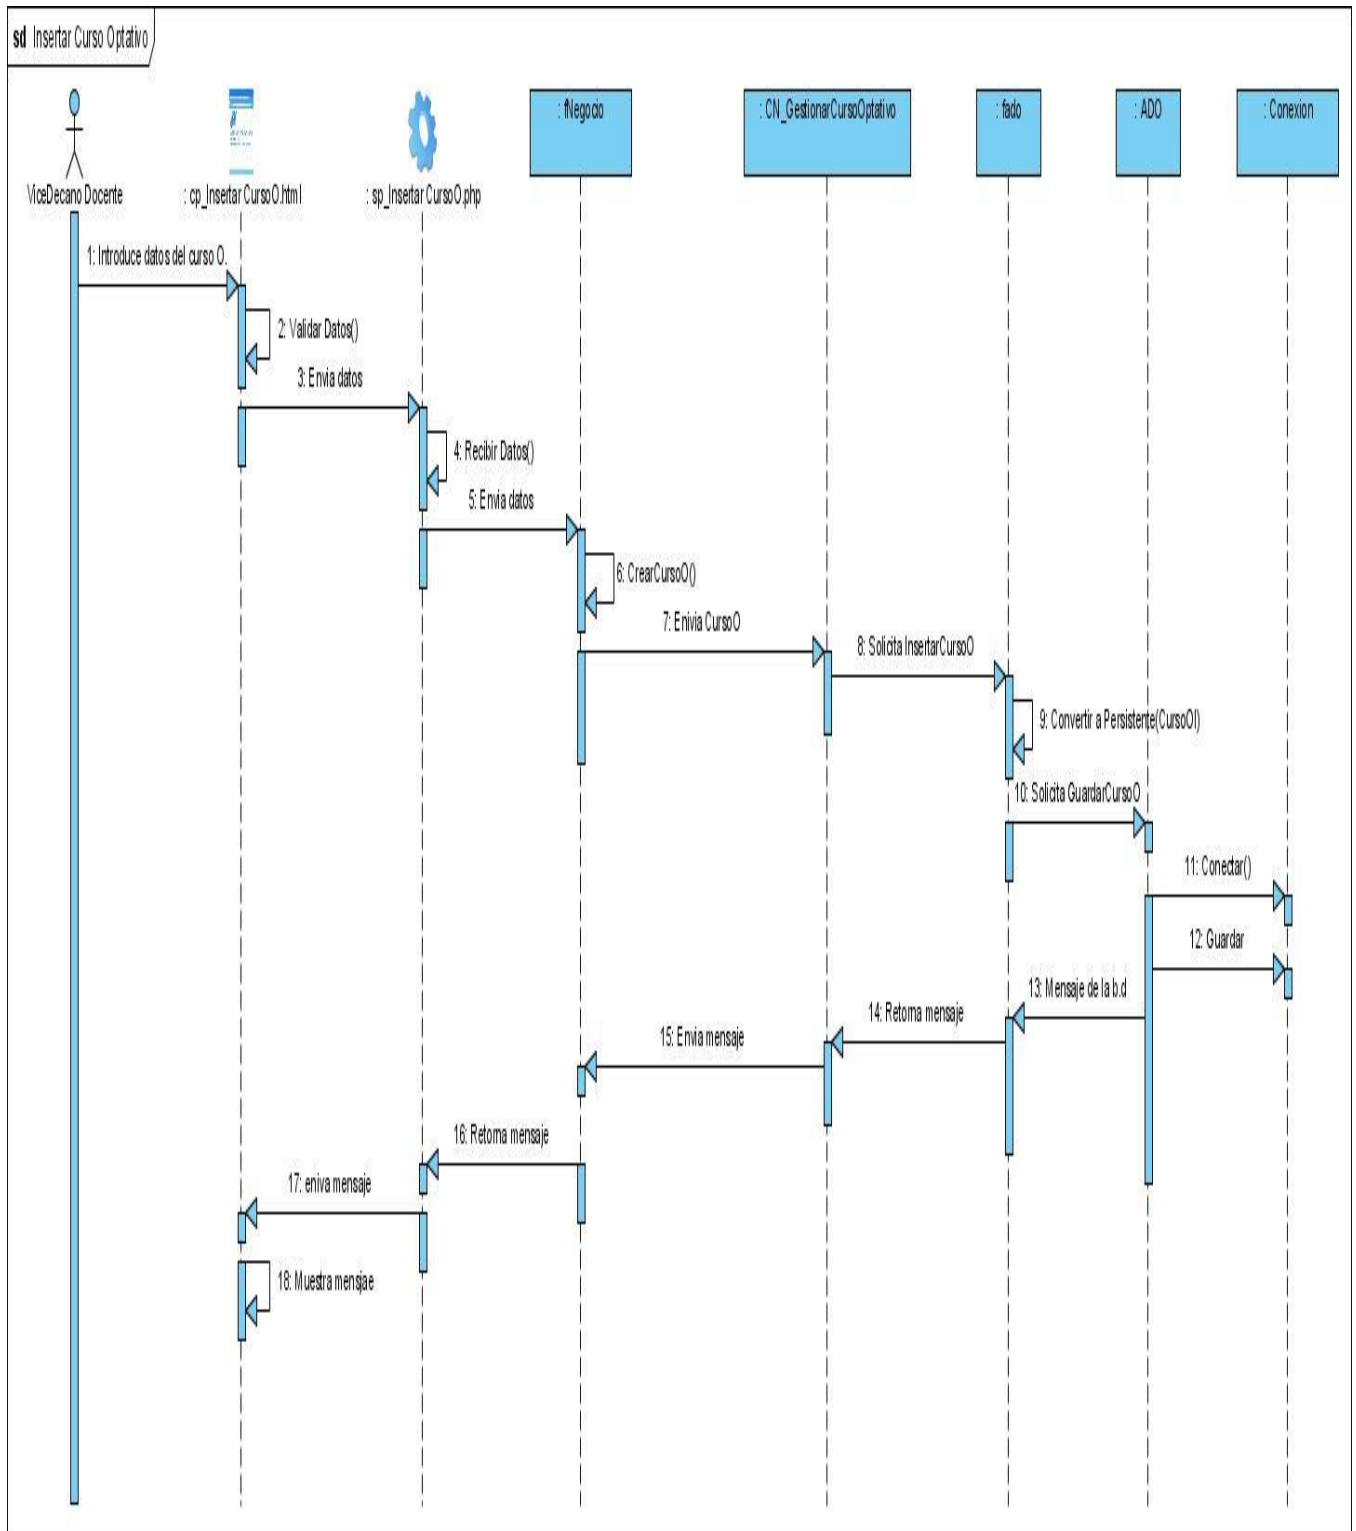 sd Insertar Curso Optativo
ViceDecano Docente
: cp_Insertar CursoO.html
: sp_Insertar CursoO.php
: fNegocio
: CN_GestionarCursoOptativo
: fado
: ADO
: Conexion
1: Introduce datos del curso O.
2: Validar Datos()
3: Envia datos
4: Recibir Datos()
5: Envia datos
6: CrearCursoO()
7: Enivia CursoO
8: Solicita InsertarCursoO
9: Convertir a Persistente(CursoOI)
10: Solicita GuardarCursoO
11: Conectar()
12: Guardar
13: Mensaje de la b.d
14: Retorna mensaje
15: Envia mensaje
16: Retorna mensaje
17: eniva mensaje
18: Muestra mensjae